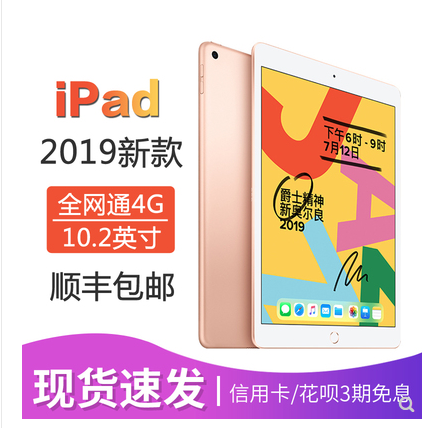 iPad
2019新款
全网通4G
10.2英寸
顺丰包邮
下午6时 - 9时
7月12日
爵士精神
新奥尔良
2019
现货速发
信用卡/花呗3期免息